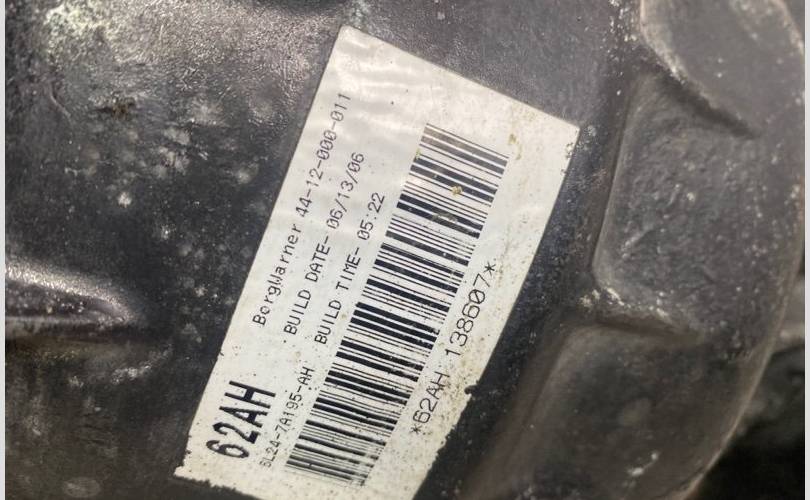 BorgWarner 44-12-000-011
BUILD DATE- 06/13/06
BUILD TIME- 05:22
62AH
6L24-7A195-AH
*62AH 138607*